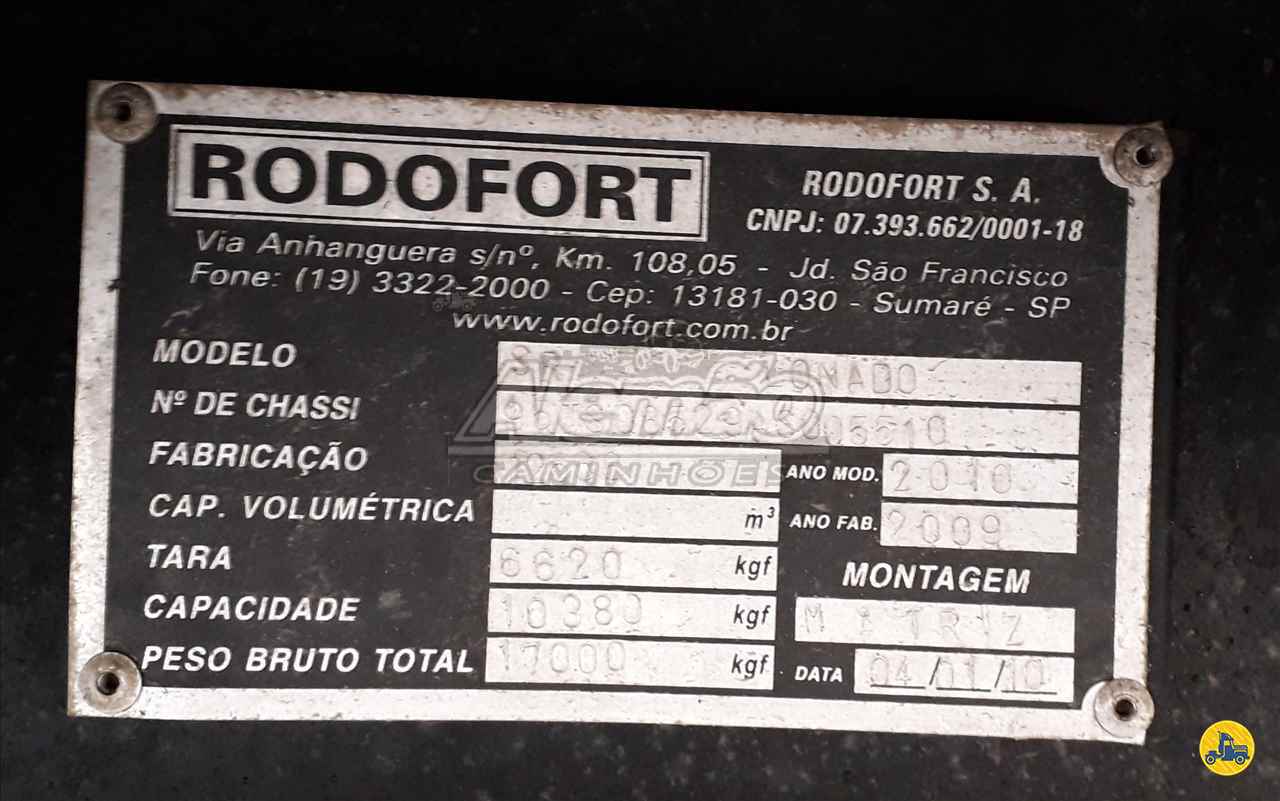 RODOFORT
RODOFORT S. A.
CNPJ: 07.393.662/0001-18
Via Anhanguera s/nº, Km. 108,05 - Jd. São Francisco
Fone: (19) 3322-2000 - Cep: 13181-030 - Sumaré - SP
www.rodofort.com.br
MODELO
Nº DE CHASSI
FABRICAÇÃO ANO MOD. 2010
CAP. VOLUMÉTRICA m³ ANO FAB. 2009
TARA 6620 kgf MONTAGEM
CAPACIDADE 10380 kgf
PESO BRUTO TOTAL 17000 kgf DATA 04/01/10
CAMINHÕES